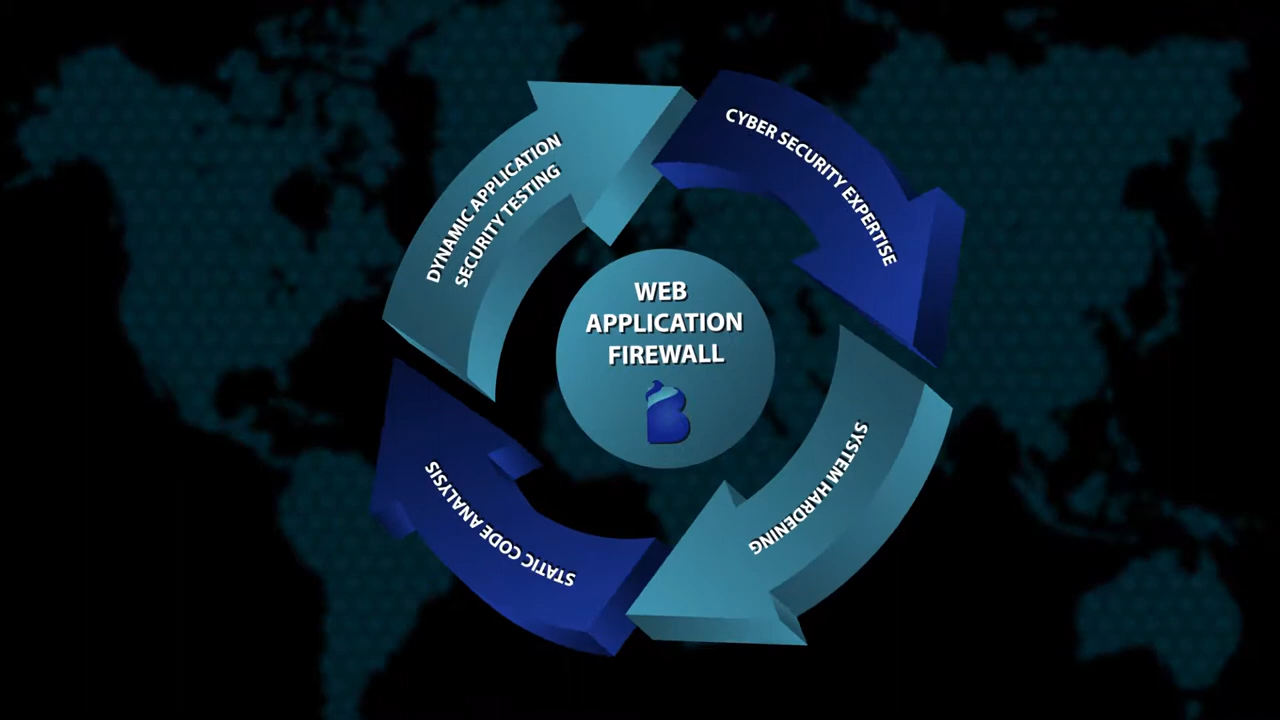 DYNAMIC APPLICATION
SECURITY TESTING
CYBER SECURITY EXPERTISE
WEB
APPLICATION
FIREWALL
B
SYSTEM HARDENING
STATIC CODE ANALYSIS